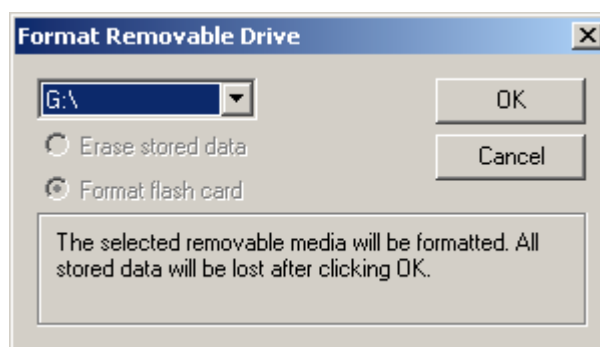 Format Removable Drive
G:\
OK
Erase stored data
Cancel
Format flash card
The selected removable media will be formatted. All
stored data will be lost after clicking OK.